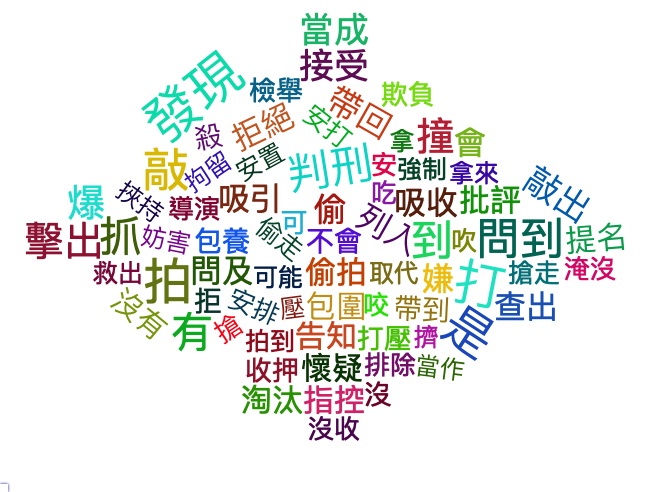 當成
接受
發現
檢舉
帶回
欺負
殺
拒絕
安打
拿
撞
會
敲
拘留
安置
判刑
安
強制
拿來
敲出
爆
挾持
導演
吸引
偷
吃
吸收
批評
擊出
抓
妨害
包養
偷走
可
不會
列入
到
吹
問到
提名
救出
拍
問及
可能
偷拍
取代
嫌
打
搶走
淹沒
沒有
拒
安排
壓
包圍
咬
帶到
查出
有
搶
拍到
告知
打壓
擠
是
收押
懷疑
排除
當作
淘汰
指控
沒
沒收